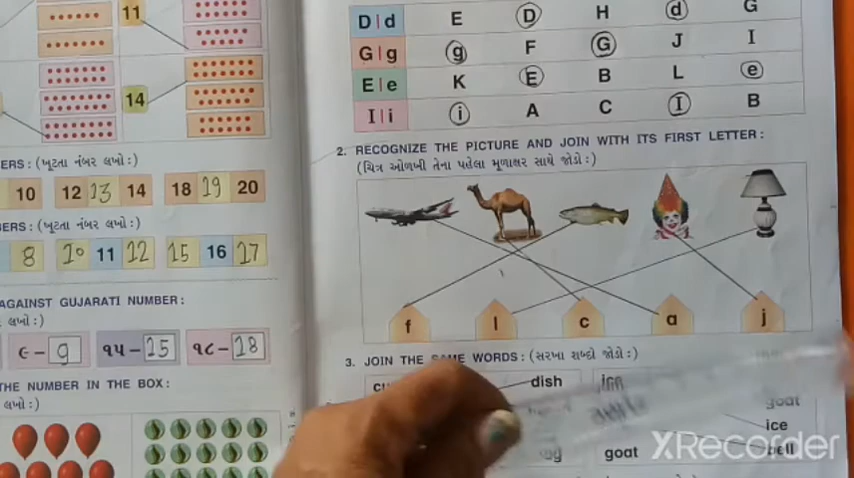 11
14
ERS : (ખૂટતા નંબર લખો :)
10 12 13 14 18 19 20
BERS : (ખૂટતા નંબર લખો :)
8 10 11 12 15 16 17
AGAINST GUJARATI NUMBER :
લખો :)
૯ – 9 ૧૫ – 15 ૧૮ – 18
THE NUMBER IN THE BOX :
લખો :)
D | d E D H d G
G | g g F G J I
E | e K E B L e
I | i i A C I B
2. RECOGNIZE THE PICTURE AND JOIN WITH ITS FIRST LETTER :
(ચિત્ર ઓળખી તેના પહેલા મૂળાક્ષર સાથે જોડો :)
f l c a j
3. JOIN THE SAME WORDS : (સરખા શબ્દો જોડો :)
dish
goat
ice
goat bell
XRecorder